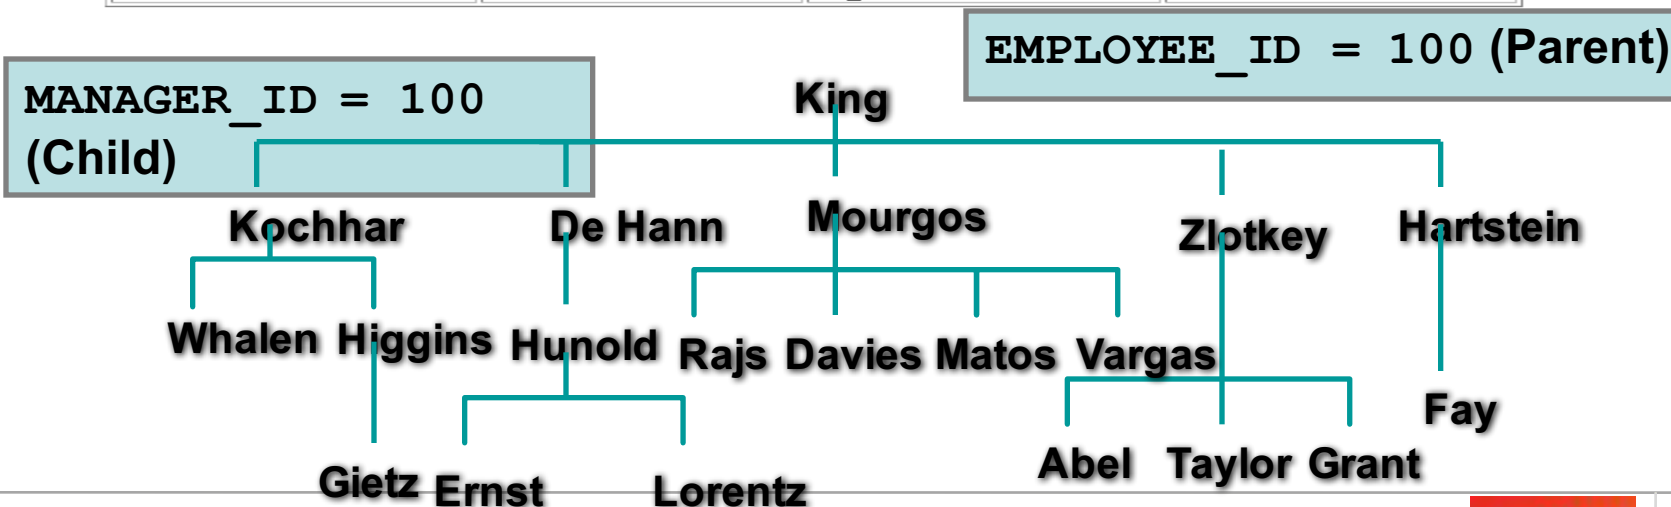 EMPLOYEE_ID = 100 (Parent)
MANAGER_ID = 100
(Child)
King
Kochhar De Hann Mourgos Zlotkey Hartstein
Whalen Higgins Hunold Rajs Davies Matos Vargas
Fay
Gietz Ernst Lorentz Abel Taylor Grant